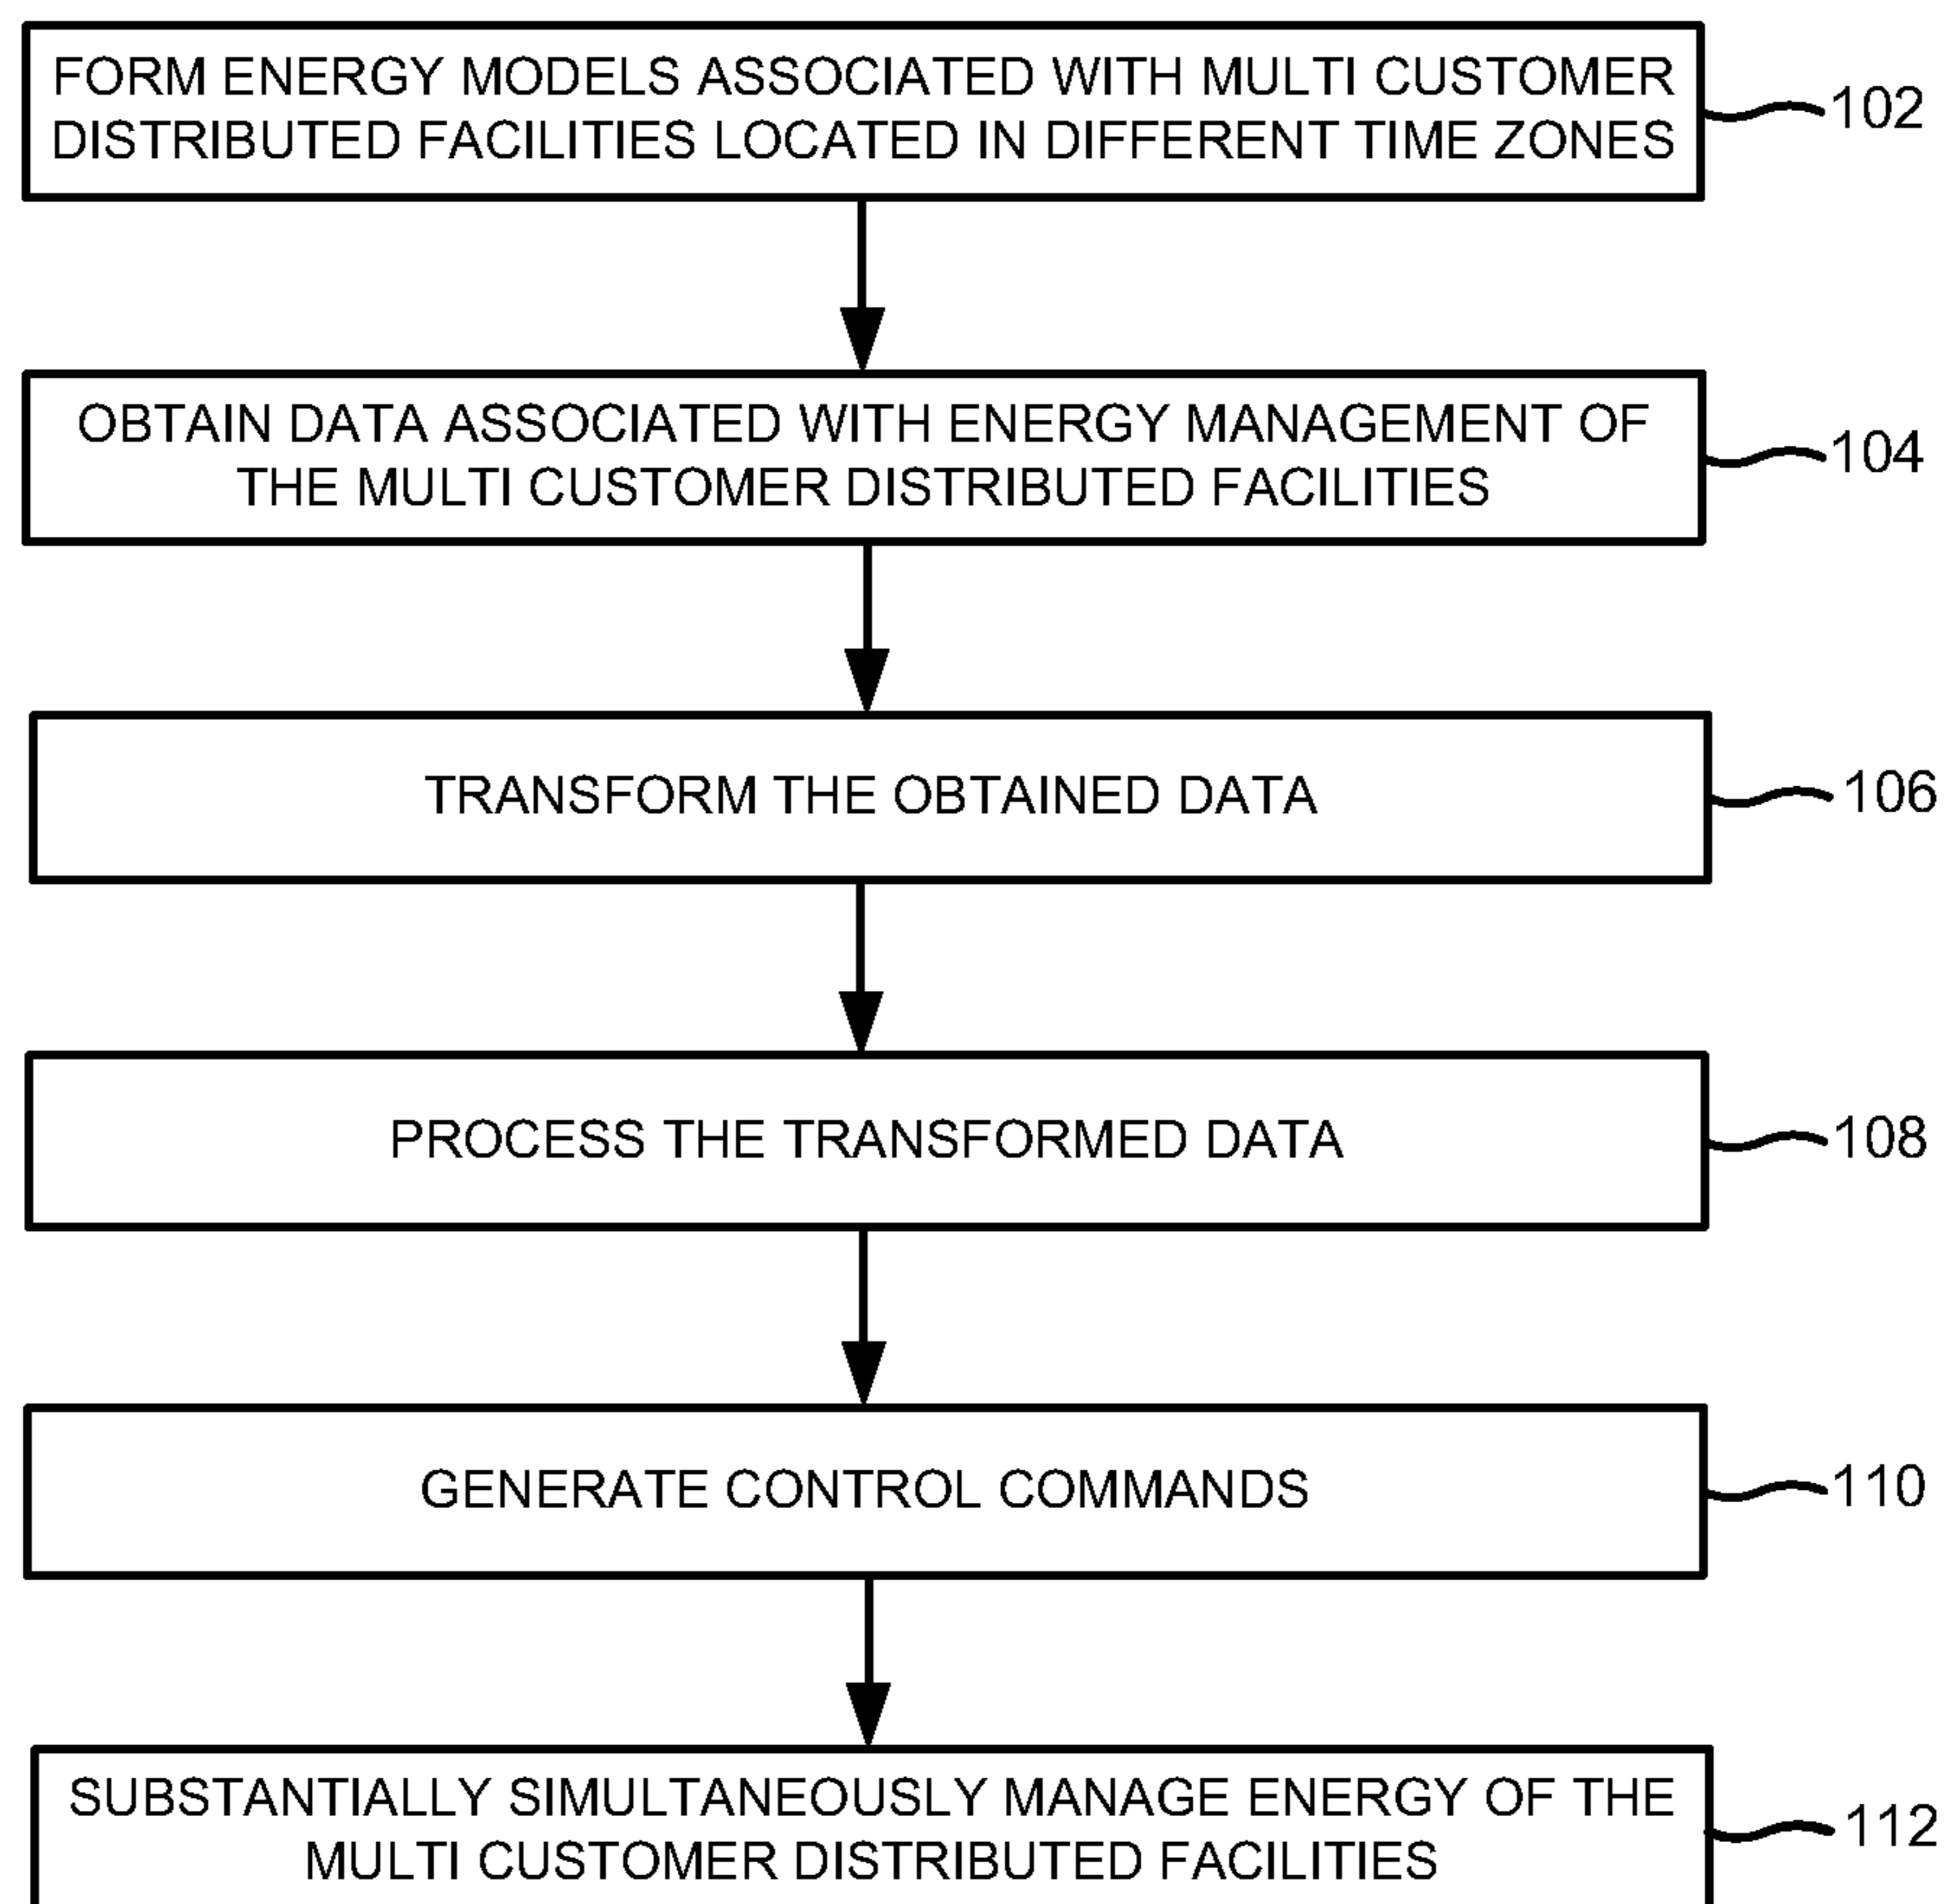 FORM ENERGY MODELS ASSOCIATED WITH MULTI CUSTOMER
DISTRIBUTED FACILITIES LOCATED IN DIFFERENT TIME ZONES
102
OBTAIN DATA ASSOCIATED WITH ENERGY MANAGEMENT OF
THE MULTI CUSTOMER DISTRIBUTED FACILITIES
104
TRANSFORM THE OBTAINED DATA
106
PROCESS THE TRANSFORMED DATA
108
GENERATE CONTROL COMMANDS
110
SUBSTANTIALLY SIMULTANEOUSLY MANAGE ENERGY OF THE
MULTI CUSTOMER DISTRIBUTED FACILITIES
112